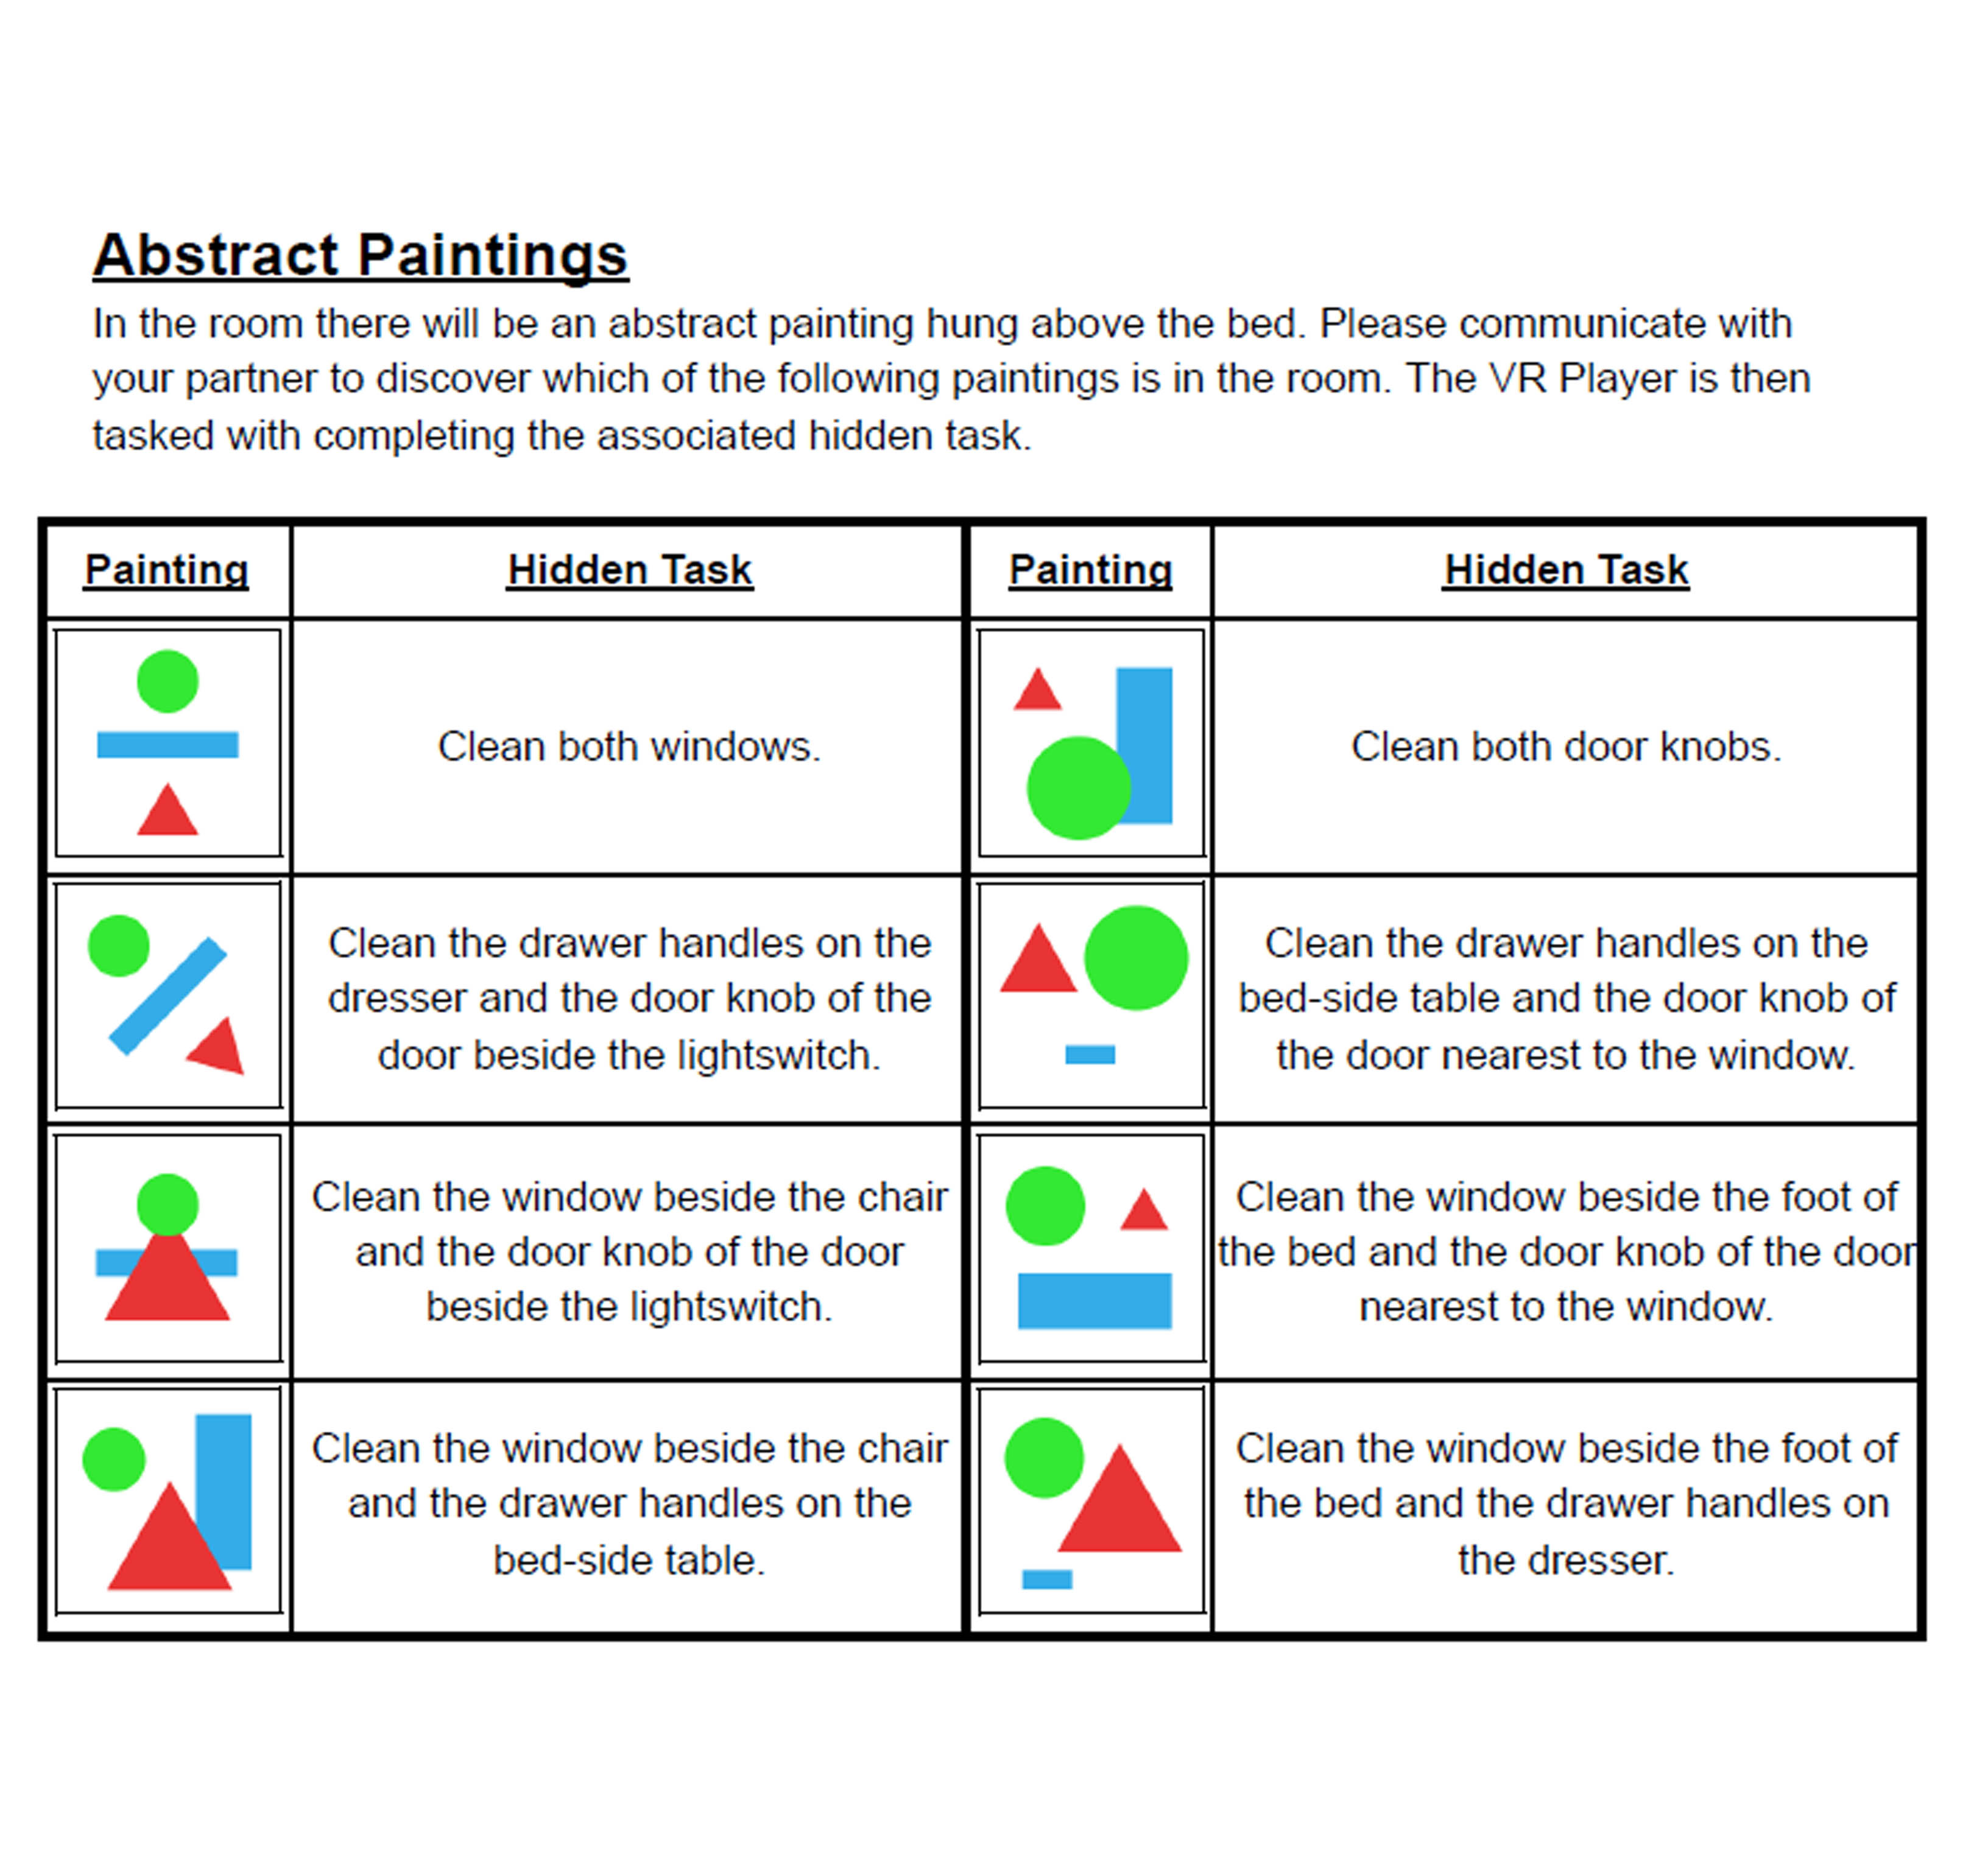 Abstract Paintings
In the room there will be an abstract painting hung above the bed. Please communicate with
your partner to discover which of the following paintings is in the room. The VR Player is then
tasked with completing the associated hidden task.
Painting
Hidden Task
Painting
Hidden Task
Clean both windows.
Clean both door knobs.
Clean the drawer handles on the
dresser and the door knob of the
door beside the lightswitch.
Clean the drawer handles on the
bed-side table and the door knob of
the door nearest to the window.
Clean the window beside the chair
and the door knob of the door
beside the lightswitch.
Clean the window beside the foot of
the bed and the door knob of the door
nearest to the window.
Clean the window beside the chair
and the drawer handles on the
bed-side table.
Clean the window beside the foot of
the bed and the drawer handles on
the dresser.